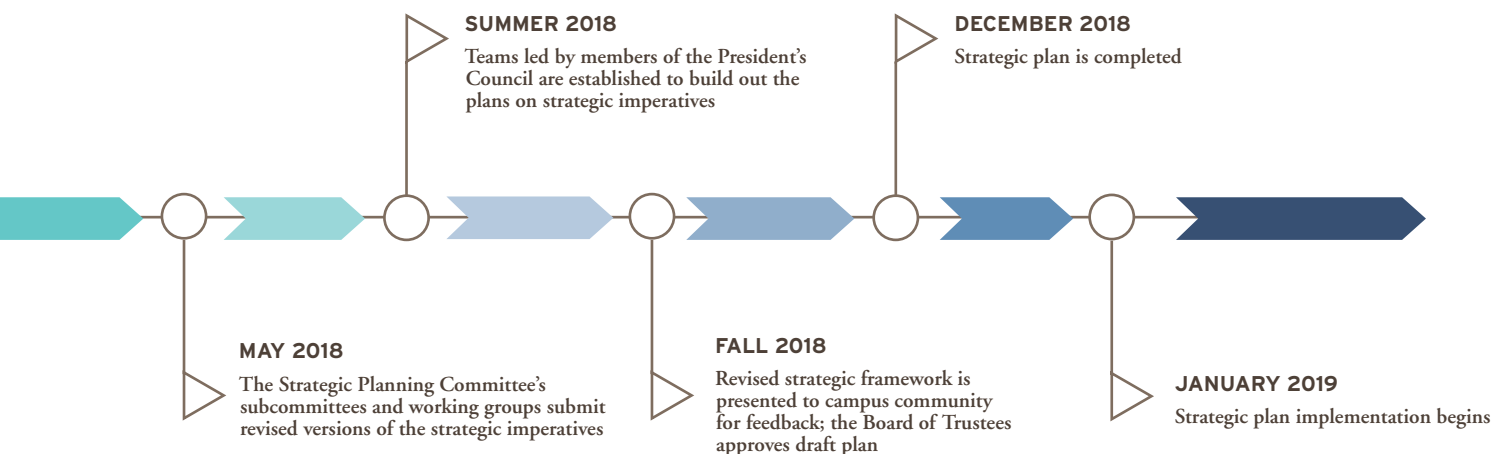 SUMMER 2018
Teams led by members of the President’s
Council are established to build out the
plans on strategic imperatives
DECEMBER 2018
Strategic plan is completed
MAY 2018
The Strategic Planning Committee’s
subcommittees and working groups submit
revised versions of the strategic imperatives
FALL 2018
Revised strategic framework is
presented to campus community
for feedback; the Board of Trustees
approves draft plan
JANUARY 2019
Strategic plan implementation begins